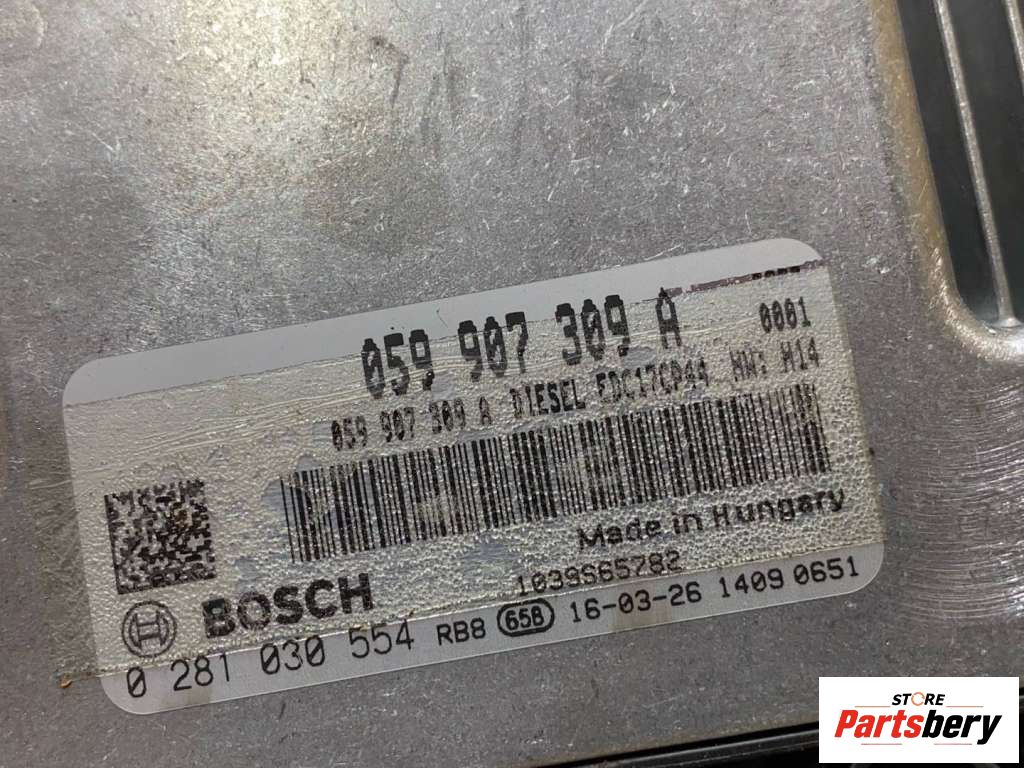 059 907 309 A
0001
059 907 309 A DIESEL EDC17CP44 HW: H14
Made in Hungary
1039S65782
BOSCH
0 281 030 554 RB8 65B 16-03-26 1409 0651
STORE
Partsbery